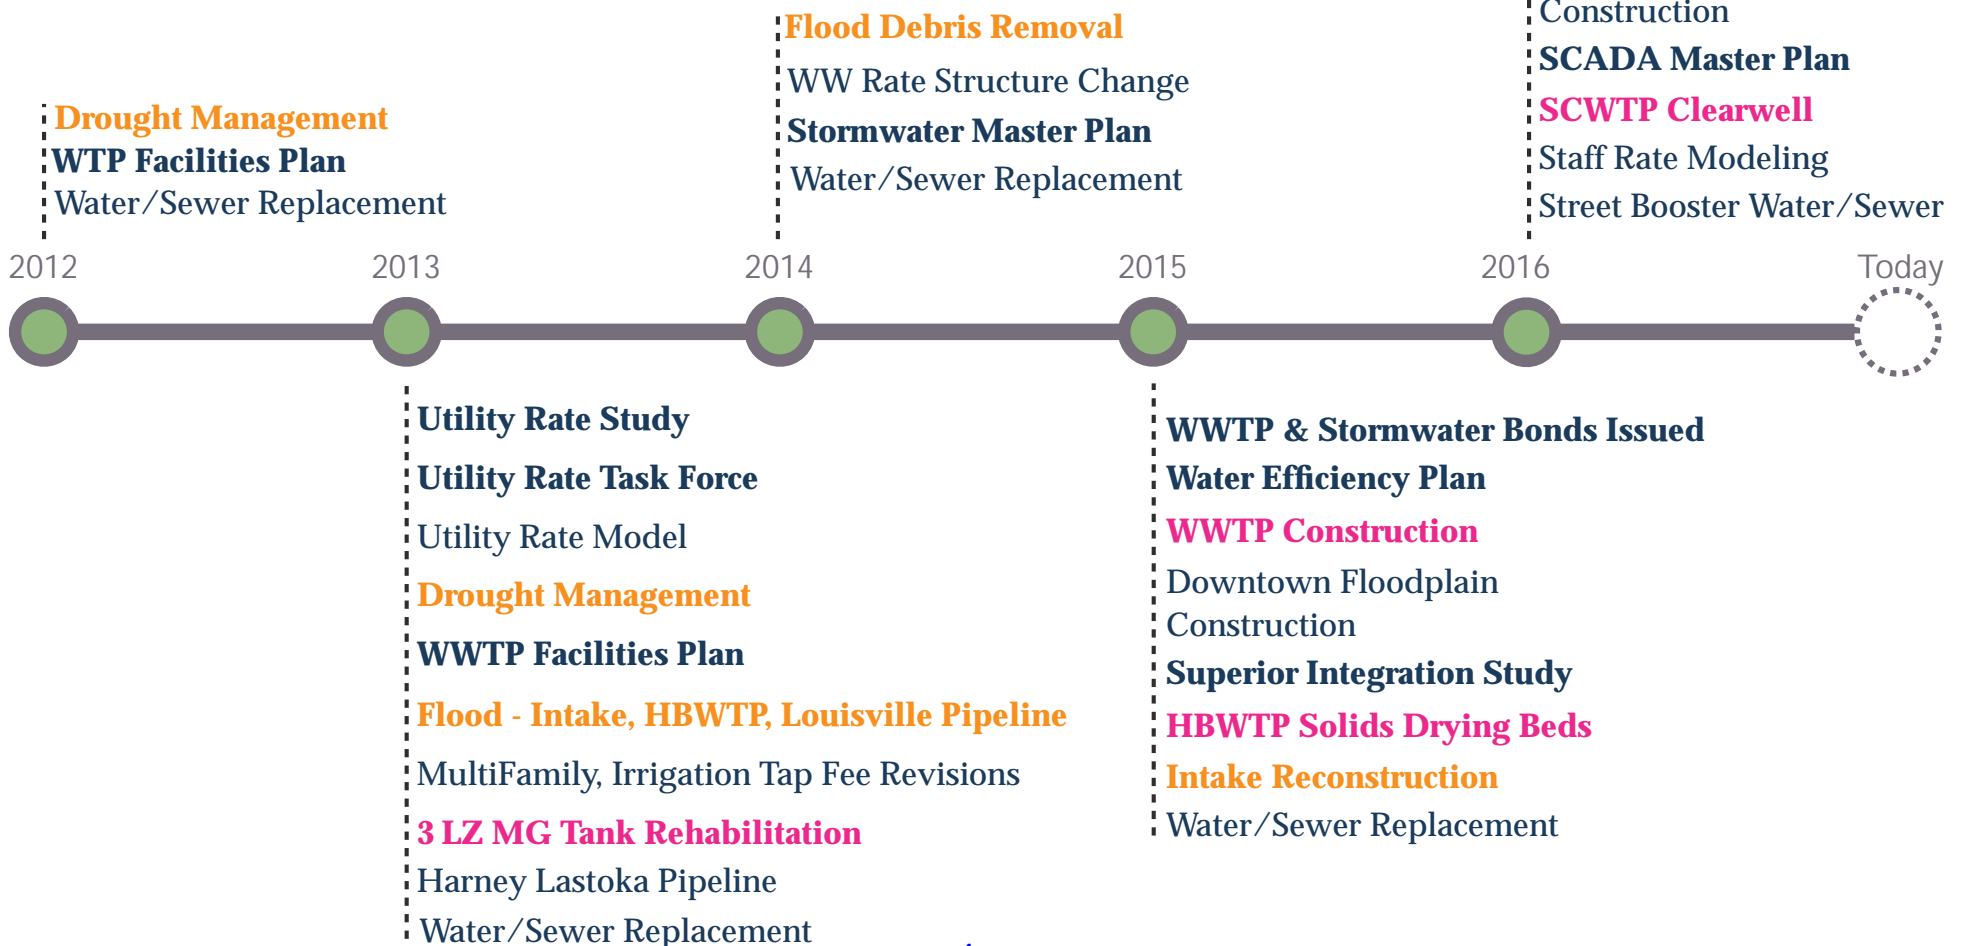 Flood Debris Removal
WW Rate Structure Change
Stormwater Master Plan
Water/Sewer Replacement
Construction
SCADA Master Plan
SCWTP Clearwell
Staff Rate Modeling
Street Booster Water/Sewer
Drought Management
WTP Facilities Plan
Water/Sewer Replacement
2012
2013
2014
2015
2016
Today
Utility Rate Study
Utility Rate Task Force
Utility Rate Model
Drought Management
WWTP Facilities Plan
Flood - Intake, HBWTP, Louisville Pipeline
MultiFamily, Irrigation Tap Fee Revisions
3 LZ MG Tank Rehabilitation
Harney Lastoka Pipeline
Water/Sewer Replacement
WWTP & Stormwater Bonds Issued
Water Efficiency Plan
WWTP Construction
Downtown Floodplain
Construction
Superior Integration Study
HBWTP Solids Drying Beds
Intake Reconstruction
Water/Sewer Replacement